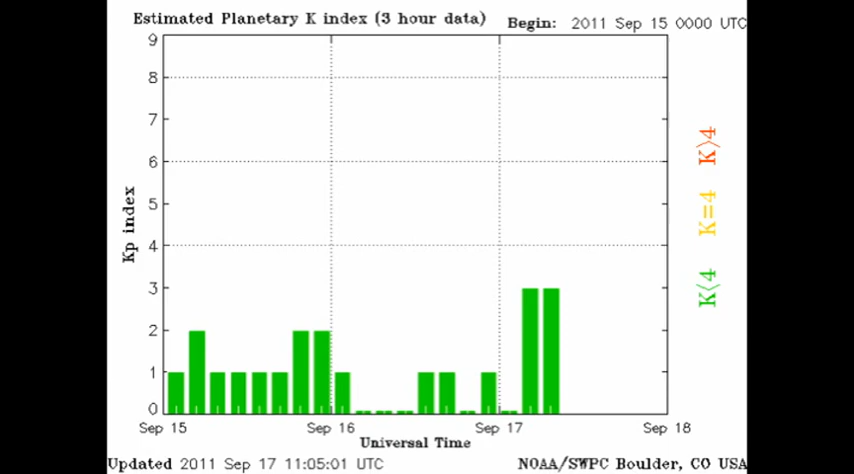 Estimated Planetary K index (3 hour data)
Begin: 2011 Sep 15 0000 UTC
9
8
7
6
5
4
3
2
1
0
Kp index
K>4
K=4
K<4
Sep 15
Sep 16
Sep 17
Sep 18
Universal Time
Updated 2011 Sep 17 11:05:01 UTC
NOAA/SWPC Boulder, CO USA